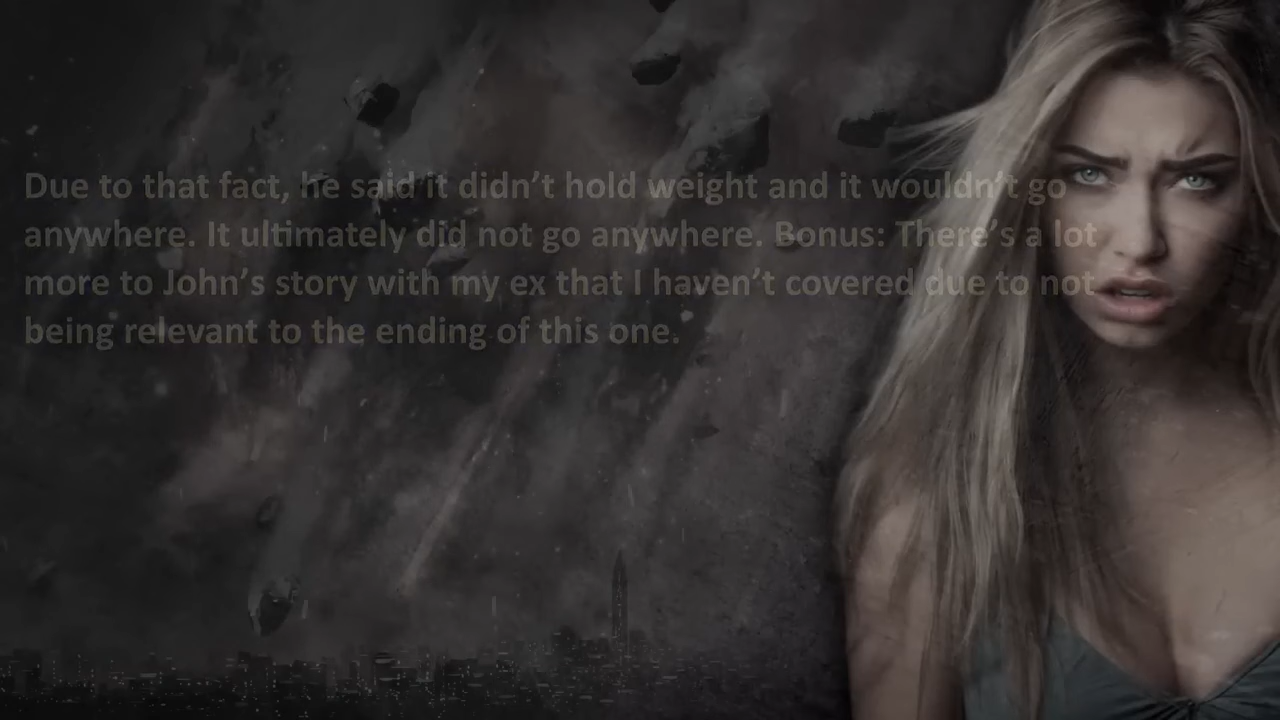 Due to that fact, he said it didn’t hold weight and it wouldn’t go
anywhere. It ultimately did not go anywhere. Bonus: There’s a lot
more to John’s story with my ex that I haven’t covered due to not
being relevant to the ending of this one.